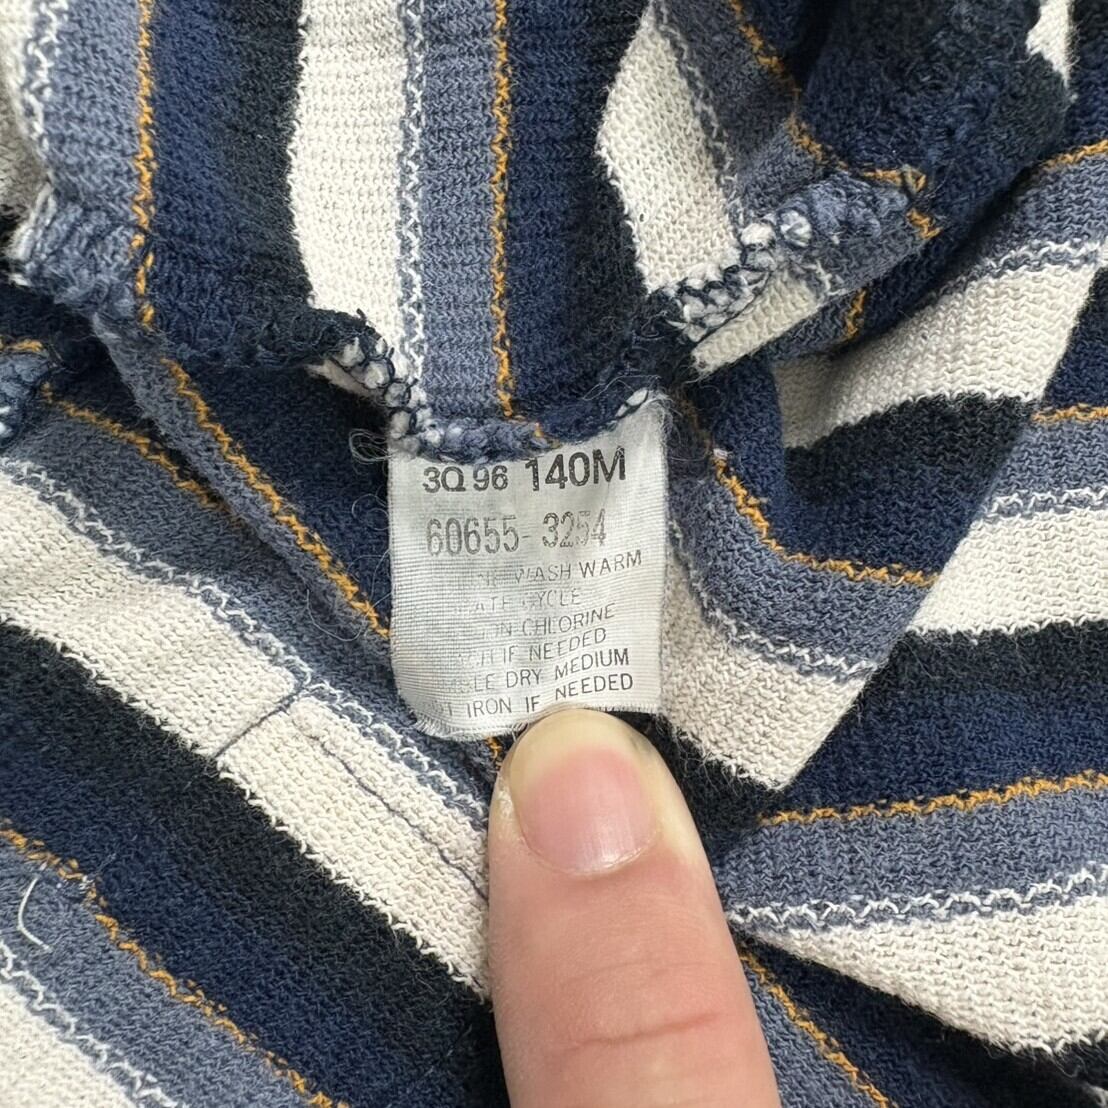 3Q 96 140M
60655-3254
WASH WARM
CYCLE
CHLORINE
IF NEEDED
DRY MEDIUM
IRON IF NEEDED